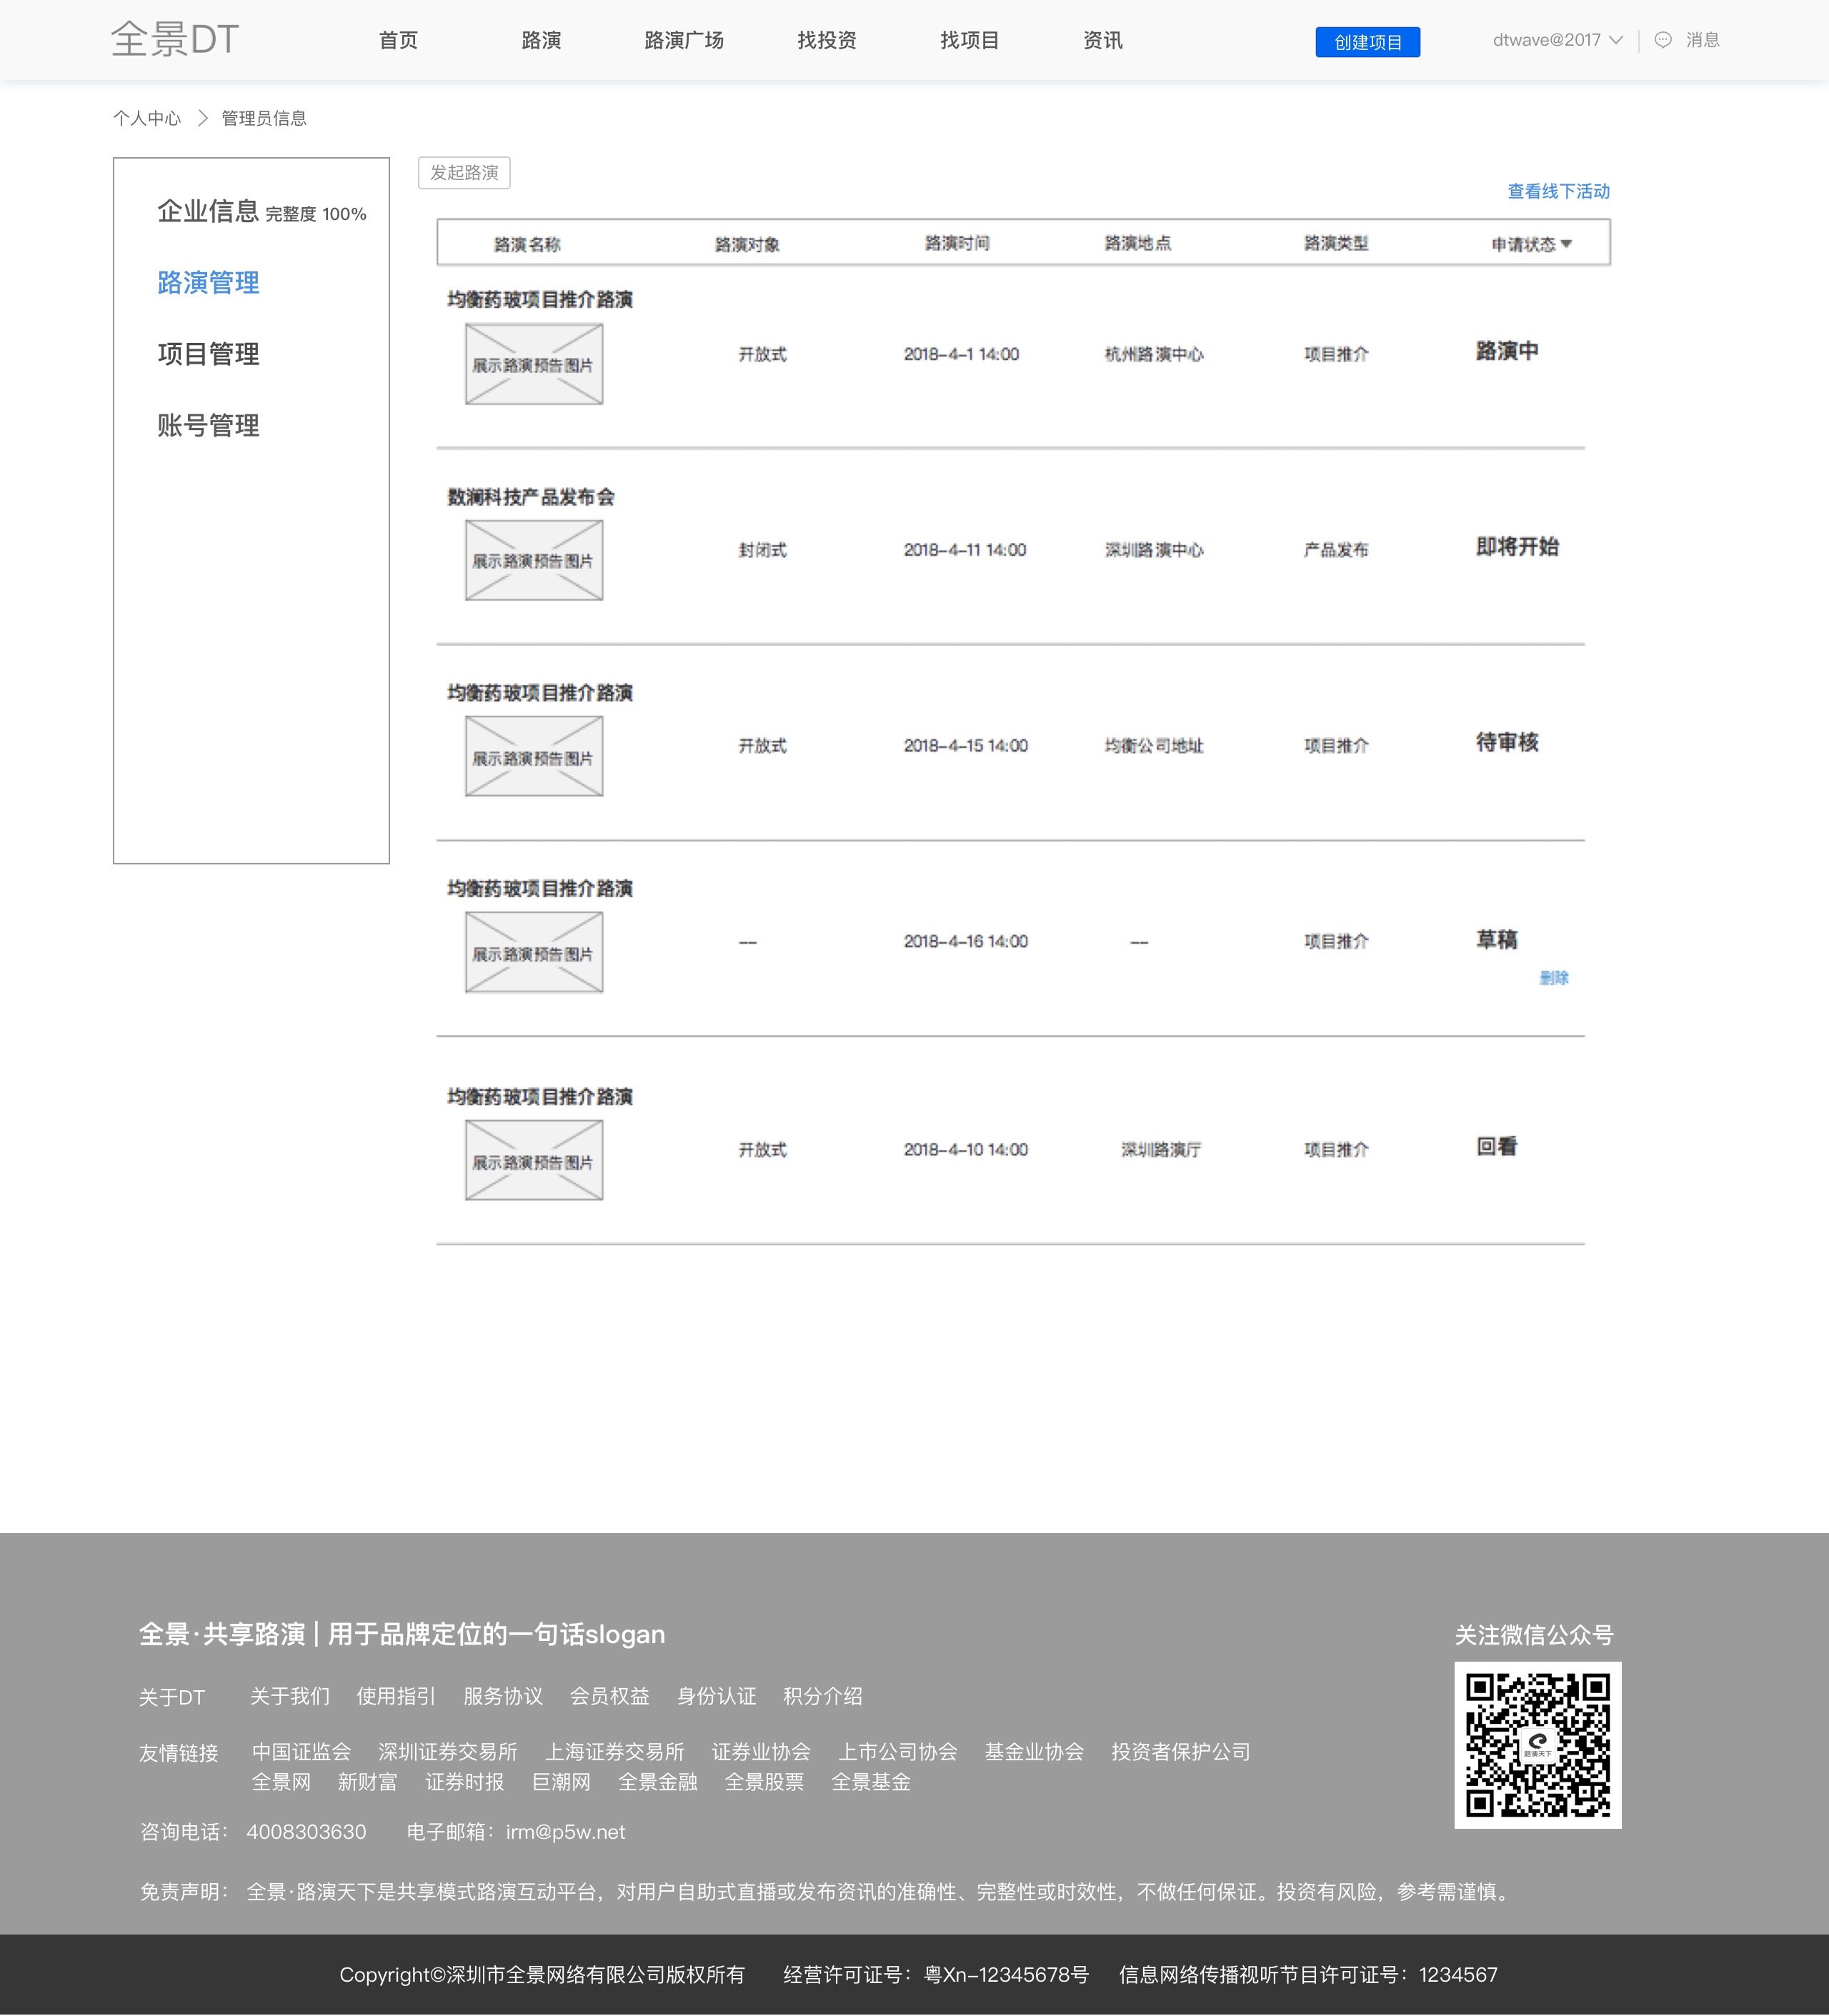 全景DT 首页 路演 路演广场 找投资 找项目 资讯 创建项目 dtwave@2017 消息
个人中心 管理员信息
发起路演
查看线下活动
企业信息 完整度 100%
路演管理
项目管理
账号管理
路演名称 路演对象 路演时间 路演地点 路演类型 申请状态
均衡药玻项目推介路演
展示路演预告图片 开放式 2018-4-1 14:00 杭州路演中心 项目推介 路演中
数澜科技产品发布会
展示路演预告图片 封闭式 2018-4-11 14:00 深圳路演中心 产品发布 即将开始
均衡药玻项目推介路演
展示路演预告图片 开放式 2018-4-15 14:00 均衡公司地址 项目推介 待审核
均衡药玻项目推介路演
展示路演预告图片 -- 2018-4-16 14:00 -- 项目推介 草稿
删除
均衡药玻项目推介路演
展示路演预告图片 开放式 2018-4-10 14:00 深圳路演厅 项目推介 回看
全景·共享路演 | 用于品牌定位的一句话slogan
关注微信公众号
关于DT 关于我们 使用指引 服务协议 会员权益 身份认证 积分介绍
友情链接 中国证监会 深圳证券交易所 上海证券交易所 证券业协会 上市公司协会 基金业协会 投资者保护公司
全景网 新财富 证券时报 巨潮网 全景金融 全景股票 全景基金
路演天下
咨询电话： 4008303630 电子邮箱：irm@p5w.net
免责声明： 全景·路演天下是共享模式路演互动平台，对用户自助式直播或发布资讯的准确性、完整性或时效性，不做任何保证。投资有风险，参考需谨慎。
Copyright©深圳市全景网络有限公司版权所有 经营许可证号：粤Xn-12345678号 信息网络传播视听节目许可证号：1234567